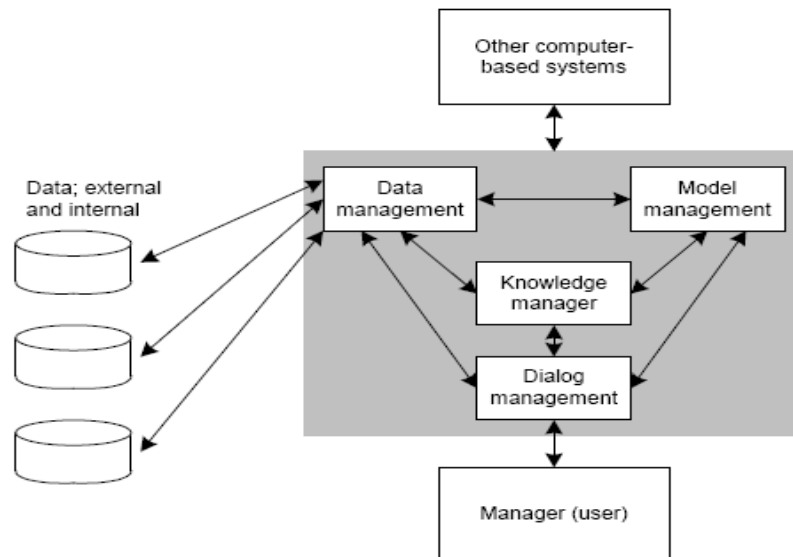 Other computer-
based systems
Data; external
and internal
Data
management
Model
management
Knowledge
manager
Dialog
management
Manager (user)